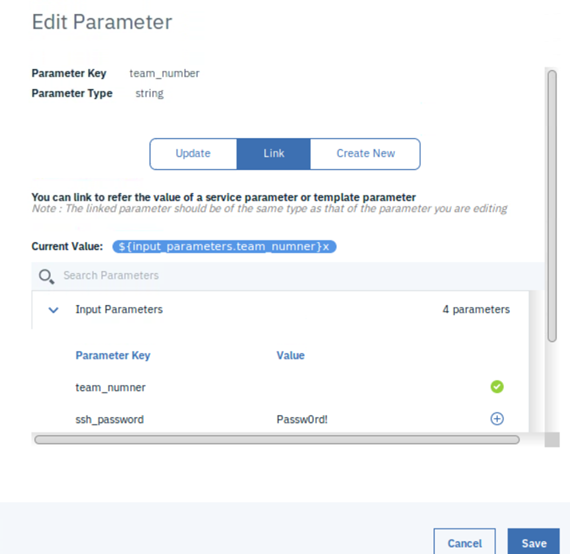 Edit Parameter
Parameter Key team_number
Parameter Type string
Update Link Create New
You can link to refer the value of a service parameter or template parameter
Note : The linked parameter should be of the same type as that of the parameter you are editing
Current Value: ${input_parameters.team_numner}x
Search Parameters
Input Parameters 4 parameters
Parameter Key Value
team_numner
ssh_password Passw0rd!
Cancel Save